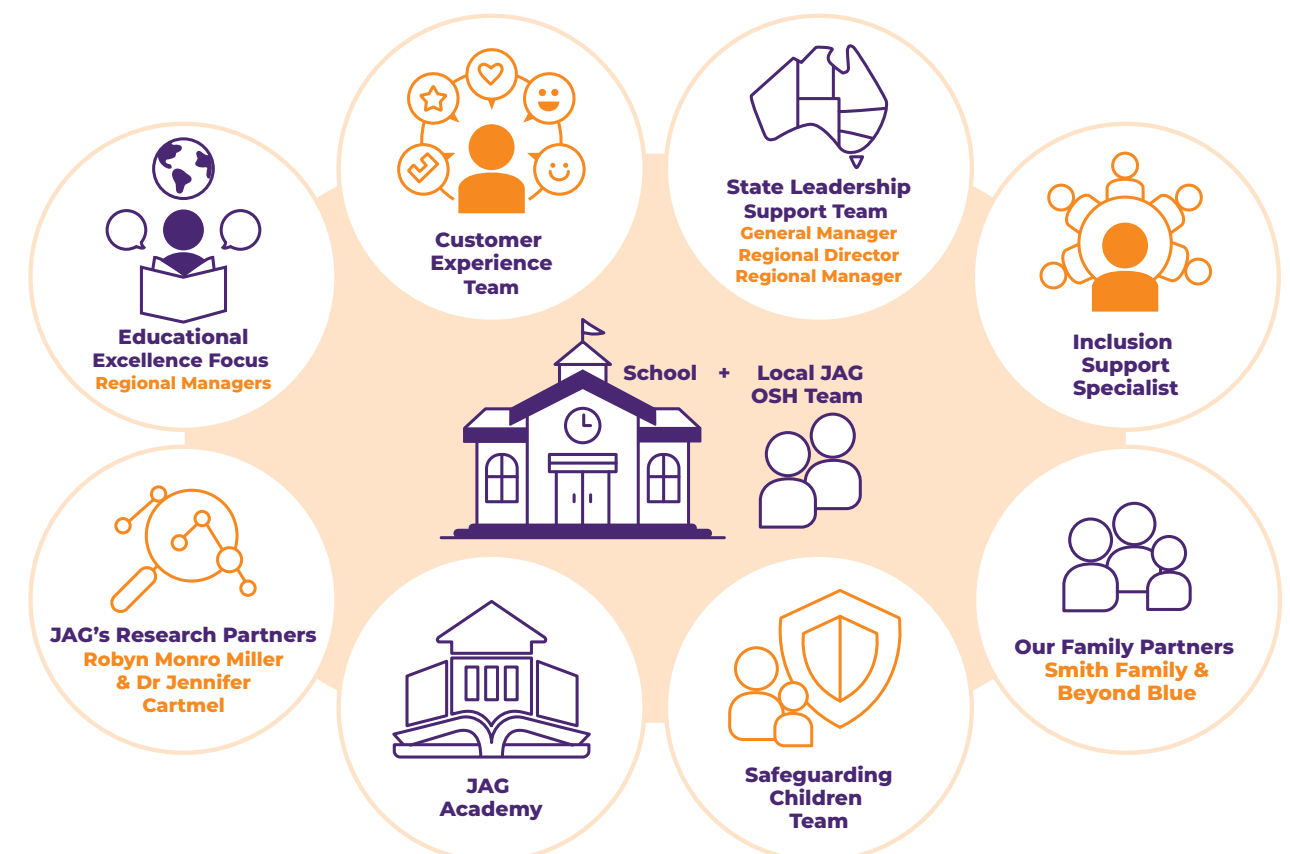 Customer
Experience
Team
State Leadership
Support Team
General Manager
Regional Director
Regional Manager
Educational
Excellence Focus
Regional Managers
Inclusion
Support
Specialist
School + Local JAG
OSH Team
JAG’s Research Partners
Robyn Monro Miller
& Dr Jennifer
Cartmel
Our Family Partners
Smith Family &
Beyond Blue
JAG
Academy
Safeguarding
Children
Team